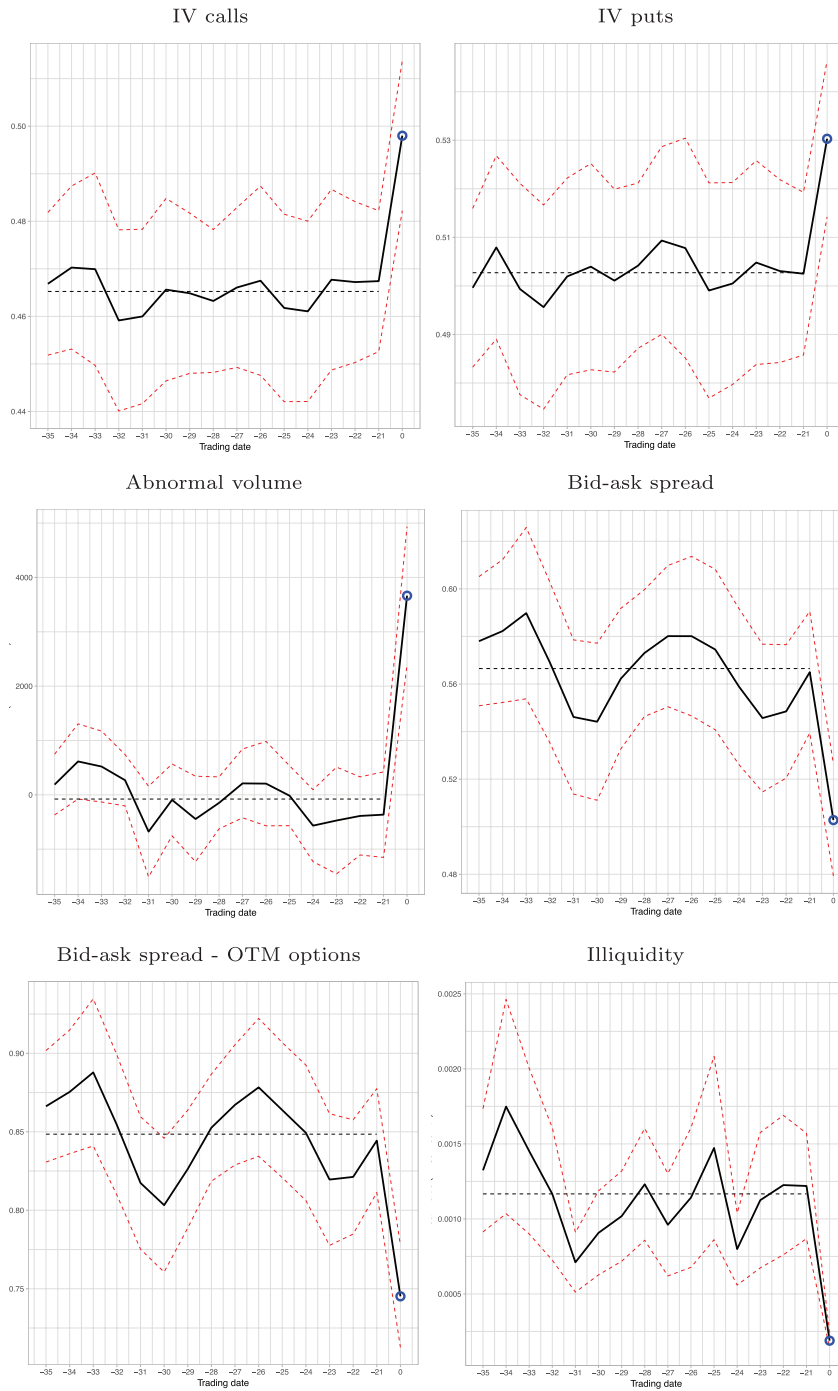 IV calls
0.50
0.48
0.46
0.44
−35 −34 −33 −32 −31 −30 −29 −28 −27 −26 −25 −24 −23 −22 −21 0
Trading date
IV puts
0.53
0.51
0.49
−35 −34 −33 −32 −31 −30 −29 −28 −27 −26 −25 −24 −23 −22 −21 0
Trading date
Abnormal volume
4000
2000
0
−35 −34 −33 −32 −31 −30 −29 −28 −27 −26 −25 −24 −23 −22 −21 0
Trading date
Bid-ask spread
0.60
0.56
0.52
0.48
−35 −34 −33 −32 −31 −30 −29 −28 −27 −26 −25 −24 −23 −22 −21 0
Trading date
Bid-ask spread - OTM options
0.90
0.85
0.80
0.75
−35 −34 −33 −32 −31 −30 −29 −28 −27 −26 −25 −24 −23 −22 −21 0
Trading date
Illiquidity
0.0025
0.0020
0.0015
0.0010
0.0005
−35 −34 −33 −32 −31 −30 −29 −28 −27 −26 −25 −24 −23 −22 −21 0
Trading date